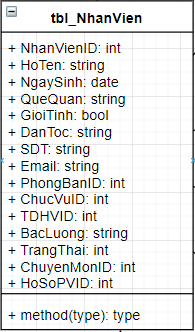 tbl_NhanVien
+ NhanVienID: int
+ HoTen: string
+ NgaySinh: date
+ QueQuan: string
+ GioiTinh: bool
+ DanToc: string
+ SDT: string
+ Email: string
+ PhongBanID: int
+ ChucVuID: int
+ TDHVID: int
+ BacLuong: string
+ TrangThai: int
+ ChuyenMonID: int
+ HoSoPVID: int
+ method(type): type